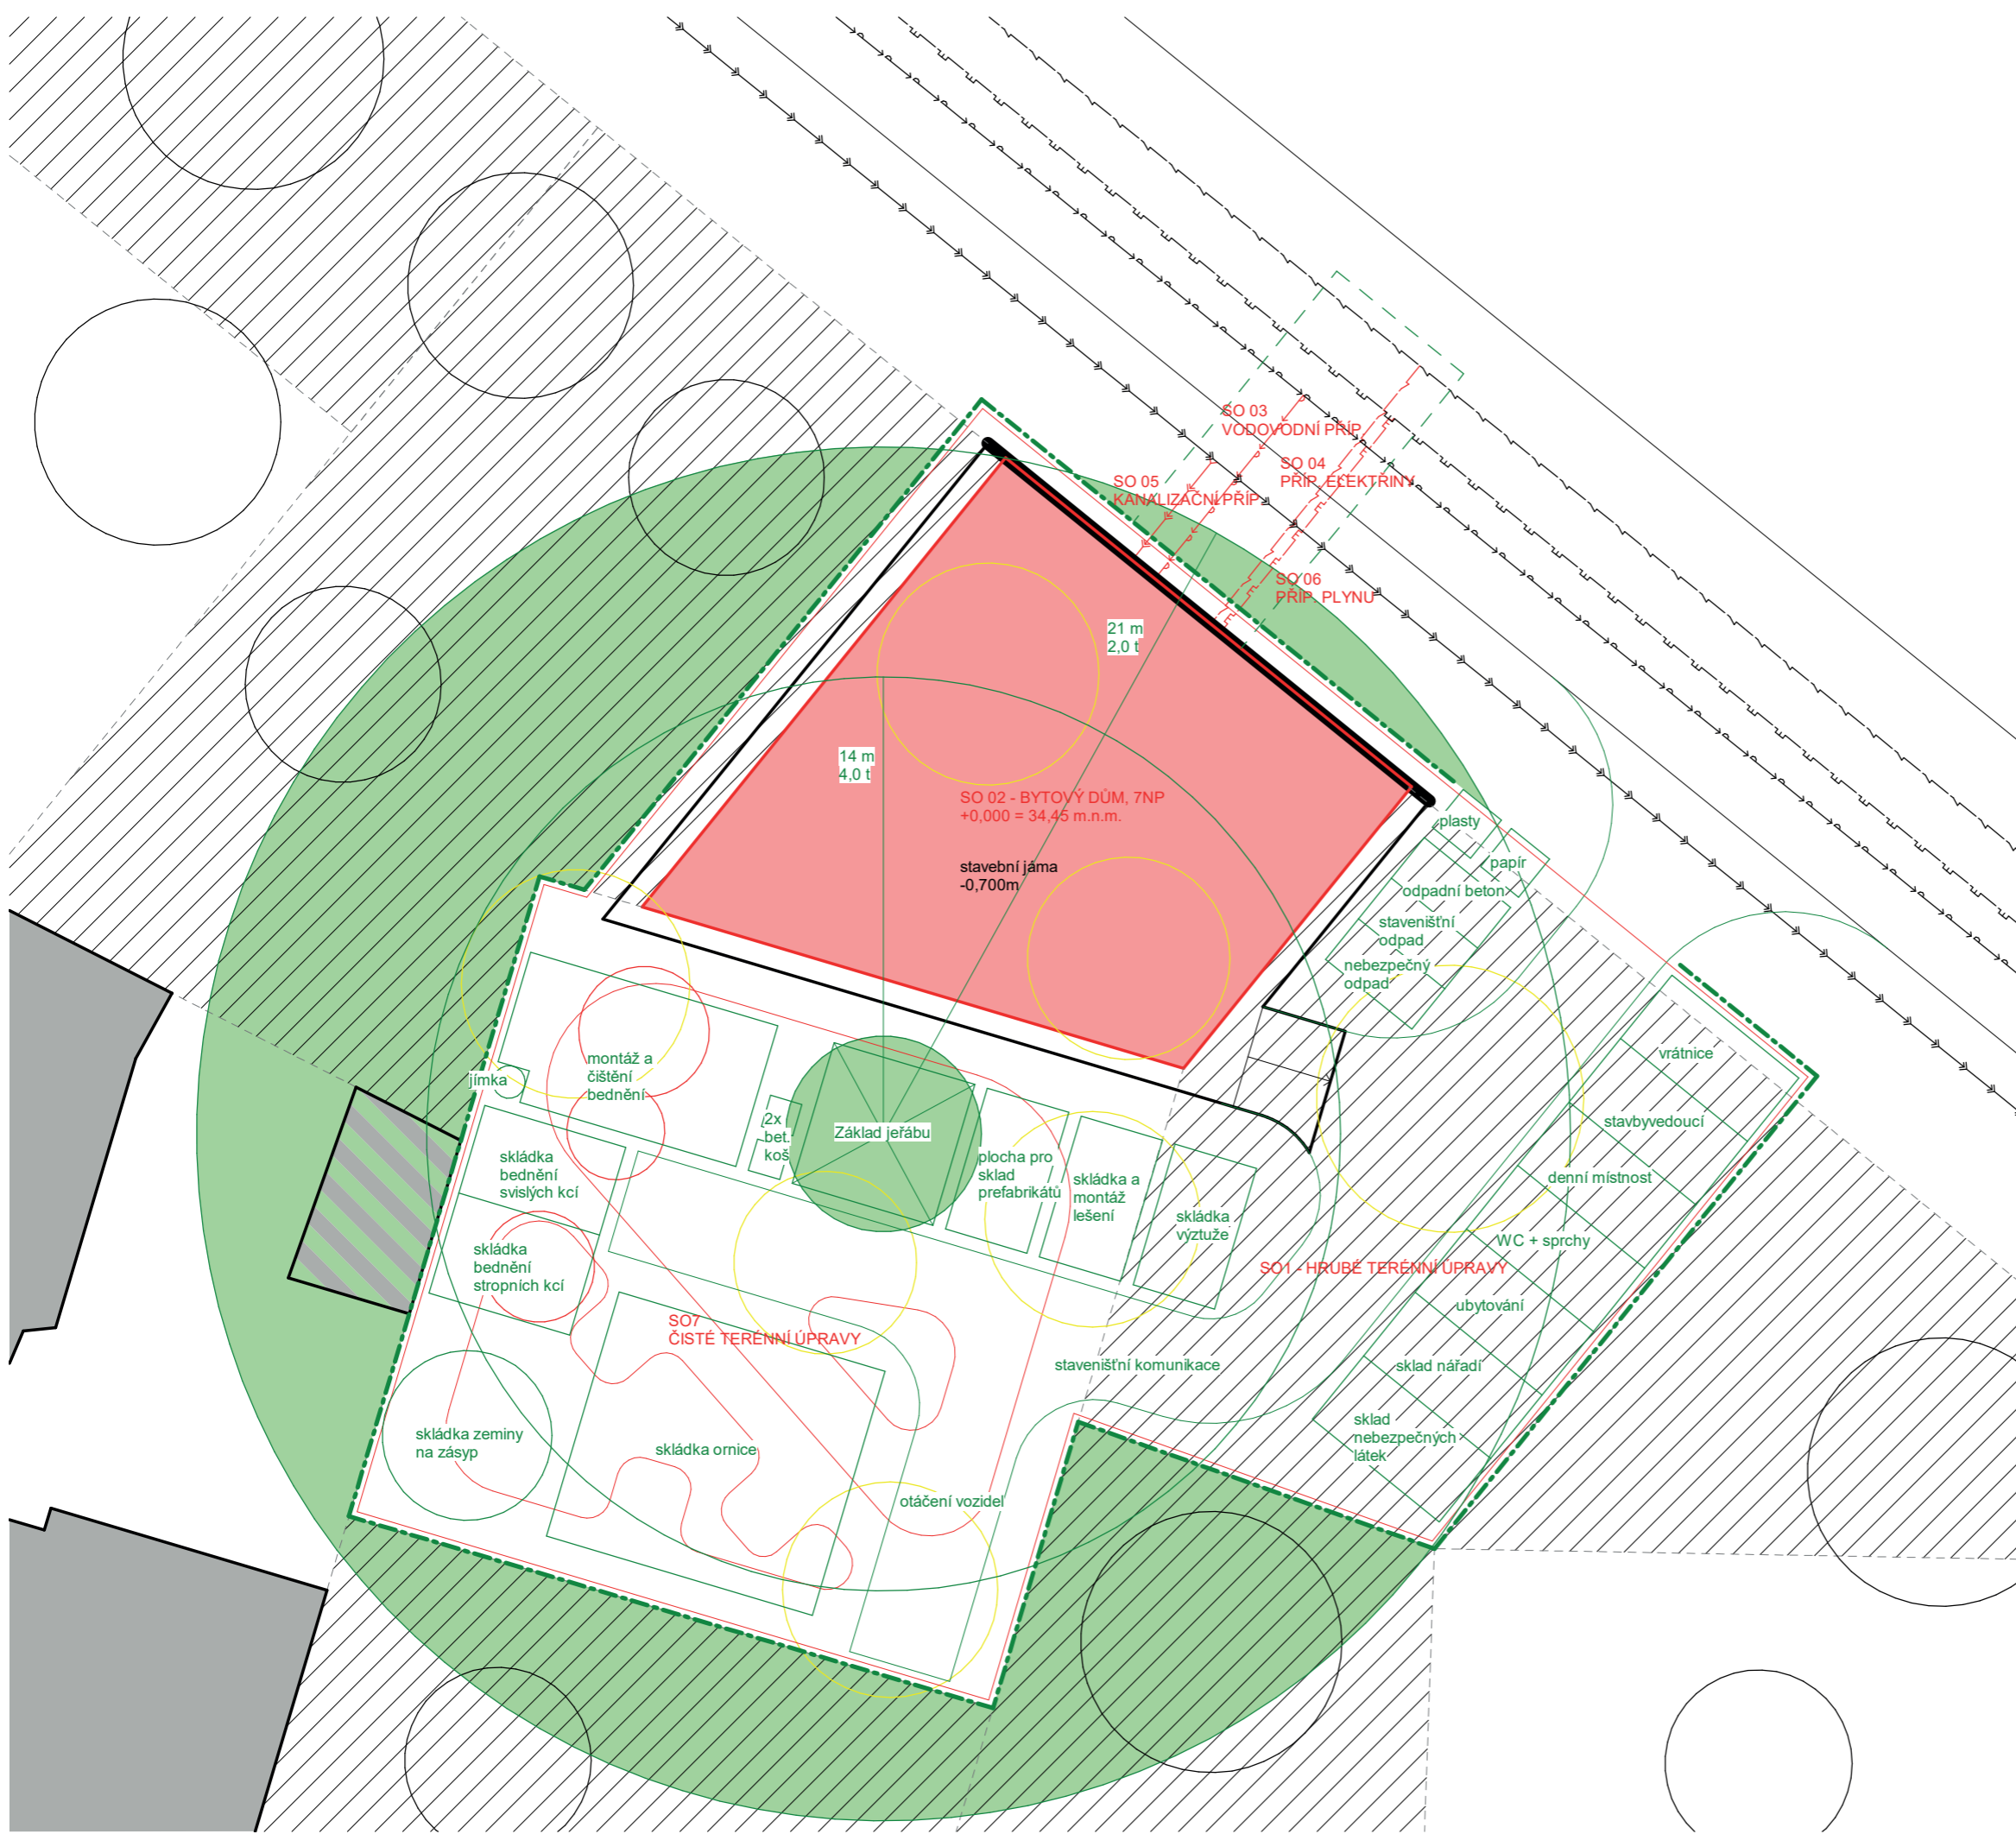 SO 03
VODOVODNÍ PŘÍP.
SO 04
PŘÍP. ELEKTŘINY
SO 05
KANALIZAČNÍ PŘÍP.
SO 06
PŘÍP. PLYNU
21 m
2,0 t
14 m
4,0 t
SO 02 - BYTOVÝ DŮM, 7NP
+0,000 = 34,45 m.n.m.
stavební jáma
-0,700m
plasty
papír
odpadní beton
staveništní
odpad
nebezpečný
odpad
vrátnice
stavbyvedoucí
denní místnost
WC + sprchy
ubytování
sklad nářadí
sklad
nebezpečných
látek
montáž a
čištění
bednění
jímka
2x
bet.
koš
Základ jeřábu
plocha pro
sklad
prefabrikátů
skládka a
montáž
lešení
skládka
výztuže
skládka
bednění
svislých kcí
skládka
bednění
stropních kcí
SO1 - HRUBÉ TERÉNNÍ ÚPRAVY
SO7
ČISTÉ TERÉNNÍ ÚPRAVY
staveništní komunikace
skládka zeminy
na zásyp
skládka ornice
otáčení vozidel